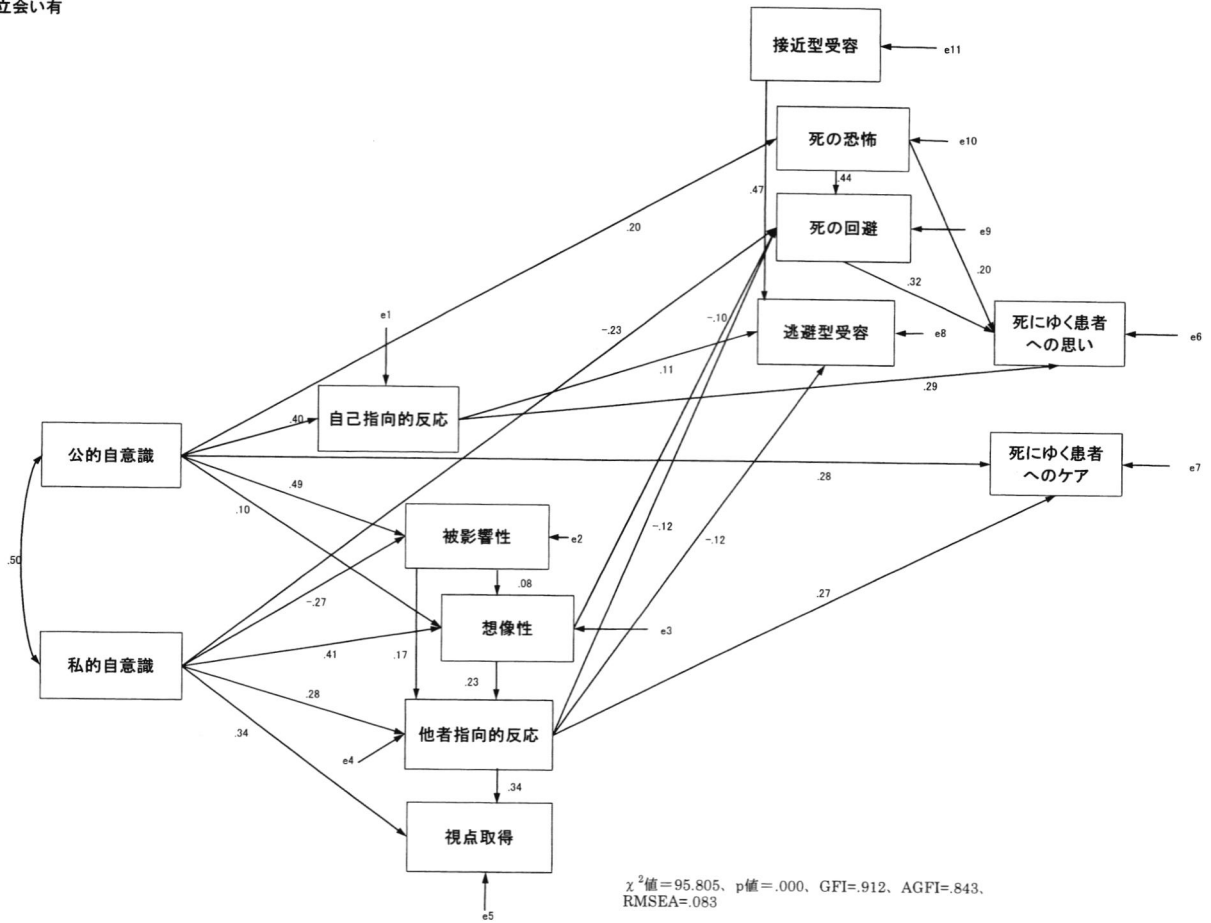 立会い有
接近型受容
e11
死の恐怖
e10
.44
.47
死の回避
e9
.20
.20
.32
-.23
-.10
e1
逃避型受容
e8
死にゆく患者
への思い
e6
.11
.29
自己指向的反応
.40
公的自意識
死にゆく患者
へのケア
e7
.28
.49
.10
被影響性
e2
-.12
-.12
.50
.08
-.27
想像性
e3
.27
私的自意識
.41
.17
.23
.28
.34
他者指向的反応
e4
.34
視点取得
χ²値=95.805、p値=.000、GFI=.912、AGFI=.843、
RMSEA=.083
e5